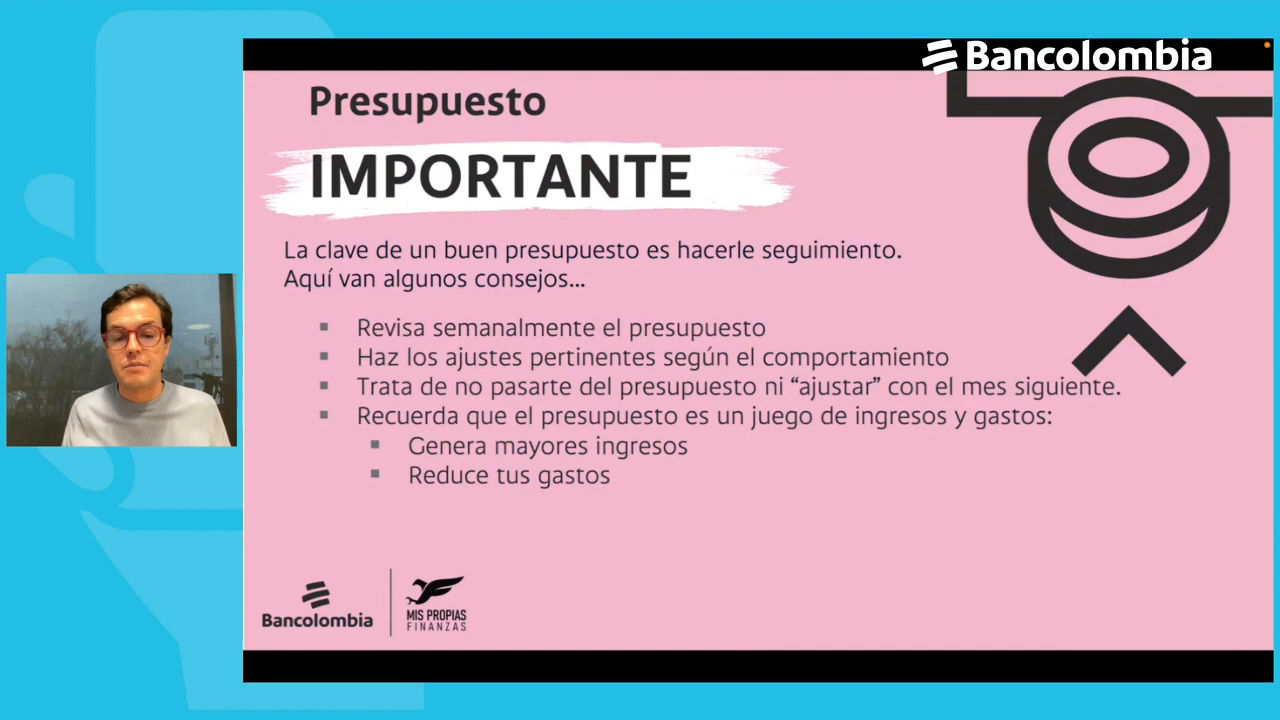 Bancolombia
Presupuesto
IMPORTANTE
La clave de un buen presupuesto es hacerle seguimiento.
Aquí van algunos consejos...
▪ Revisa semanalmente el presupuesto
▪ Haz los ajustes pertinentes según el comportamiento
▪ Trata de no pasarte del presupuesto ni “ajustar” con el mes siguiente.
▪ Recuerda que el presupuesto es un juego de ingresos y gastos:
▪ Genera mayores ingresos
▪ Reduce tus gastos
Bancolombia
MIS PROPIAS
FINANZAS